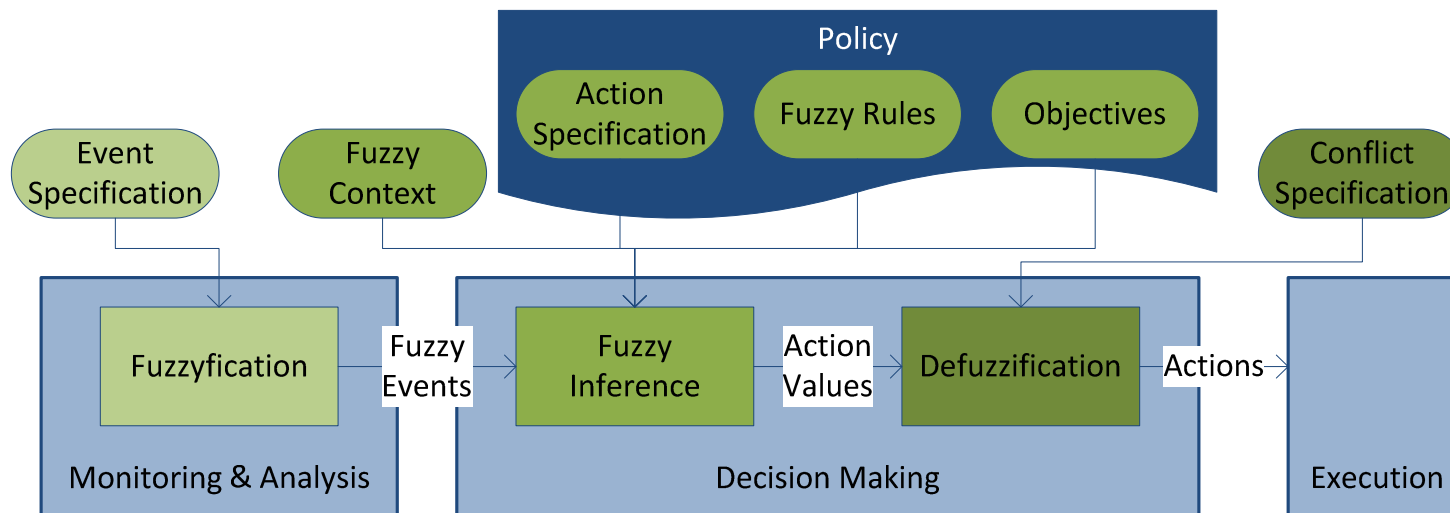 Policy
Action
Specification
Fuzzy Rules
Objectives
Event
Specification
Fuzzy
Context
Conflict
Specification
Fuzzyfication
Fuzzy
Events
Fuzzy
Inference
Action
Values
Defuzzification
Actions
Monitoring & Analysis
Decision Making
Execution